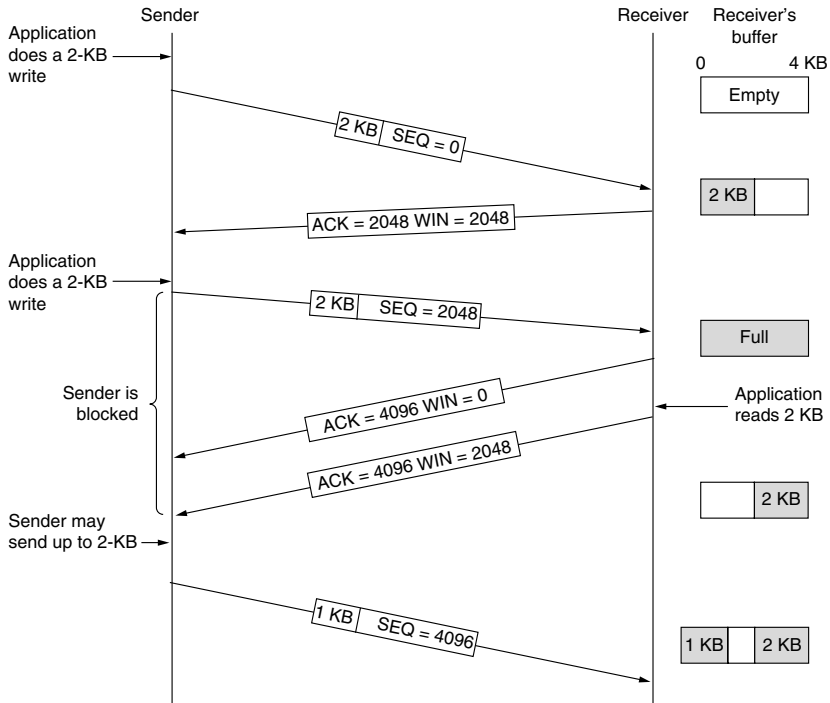 Sender
Receiver
Receiver's
buffer
0
4 KB
Application
does a 2-KB
write
Empty
2 KB
SEQ = 0
2 KB
ACK = 2048 WIN = 2048
Application
does a 2-KB
write
2 KB
SEQ = 2048
Full
Sender is
blocked
ACK = 4096 WIN = 0
Application
reads 2 KB
ACK = 4096 WIN = 2048
2 KB
Sender may
send up to 2-KB
1 KB
SEQ = 4096
1 KB
2 KB